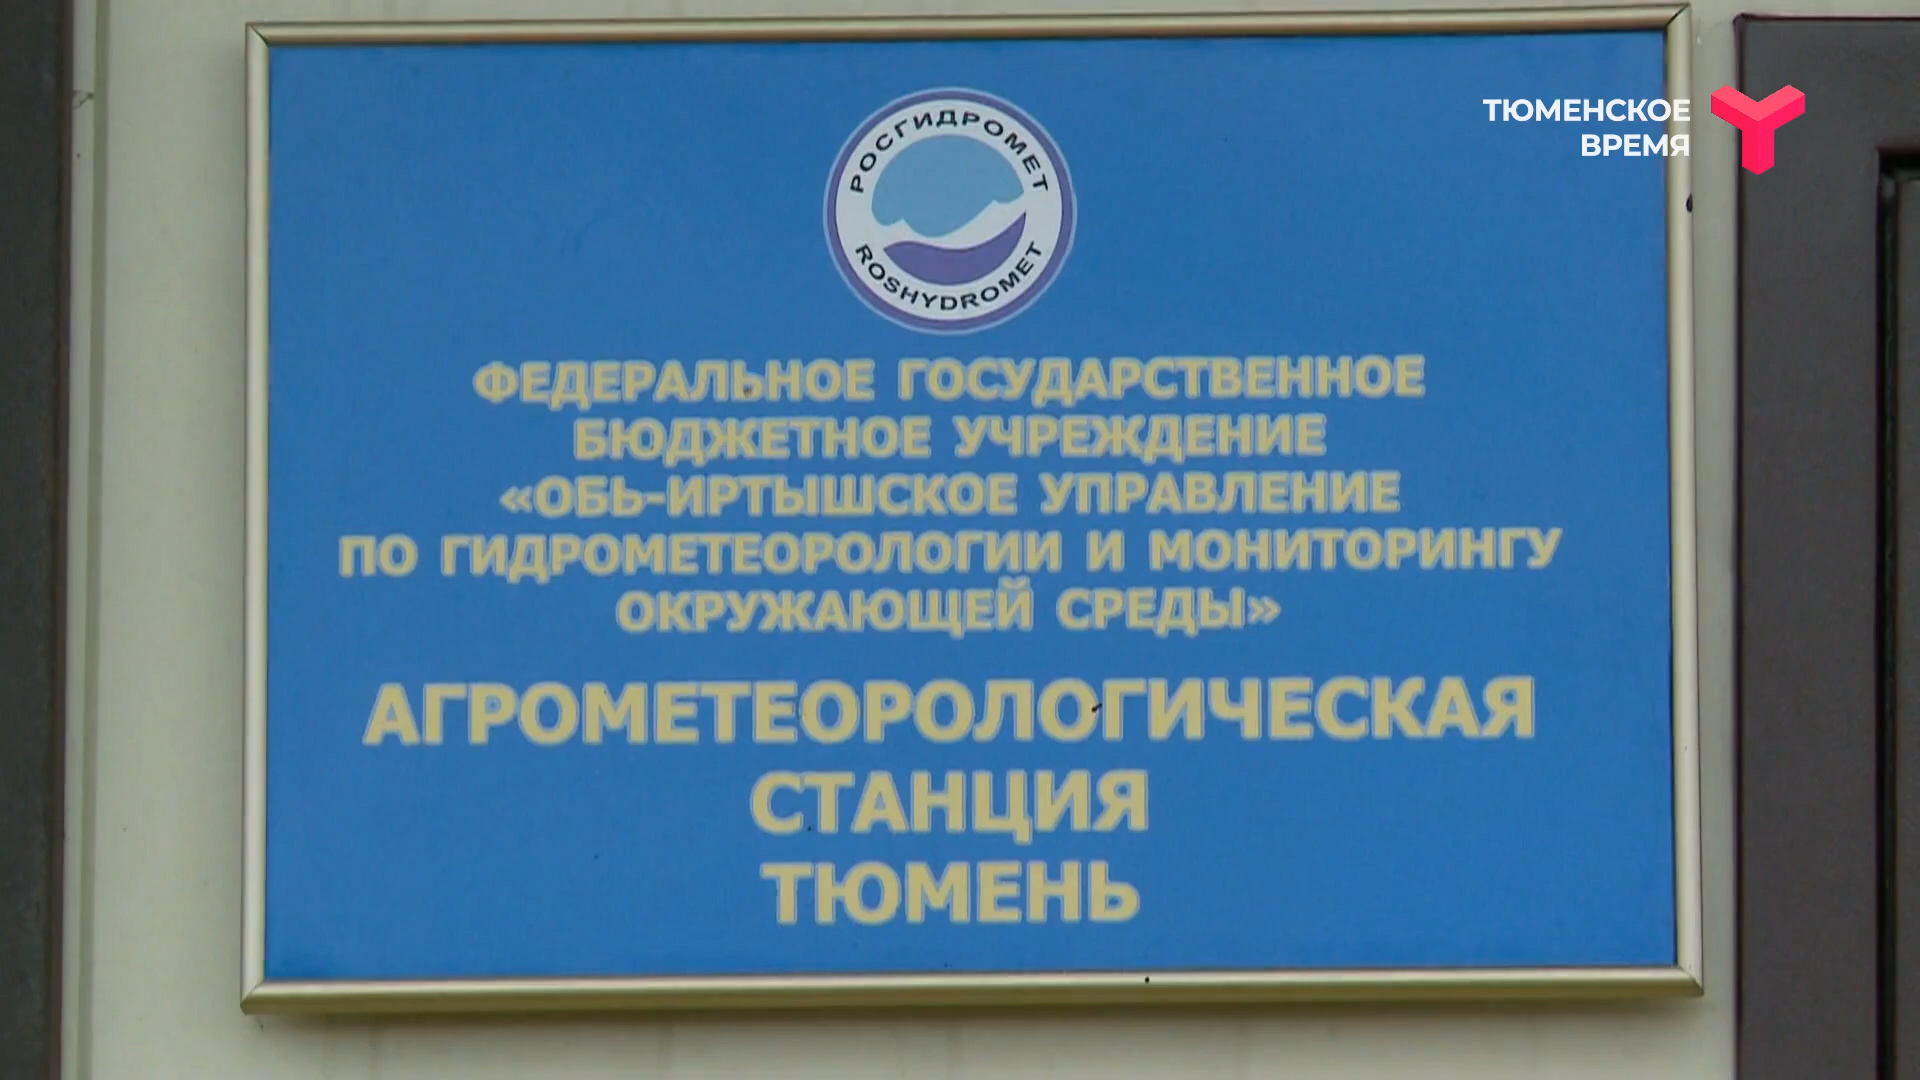 ТЮМЕНСКОЕ
ВРЕМЯ
РОСГИДРОМЕТ
ROSHYDROMET
ФЕДЕРАЛЬНОЕ ГОСУДАРСТВЕННОЕ
БЮДЖЕТНОЕ УЧРЕЖДЕНИЕ
«ОБЬ-ИРТЫШСКОЕ УПРАВЛЕНИЕ
ПО ГИДРОМЕТЕОРОЛОГИИ И МОНИТОРИНГУ
ОКРУЖАЮЩЕЙ СРЕДЫ»
АГРОМЕТЕОРОЛОГИЧЕСКАЯ
СТАНЦИЯ
ТЮМЕНЬ